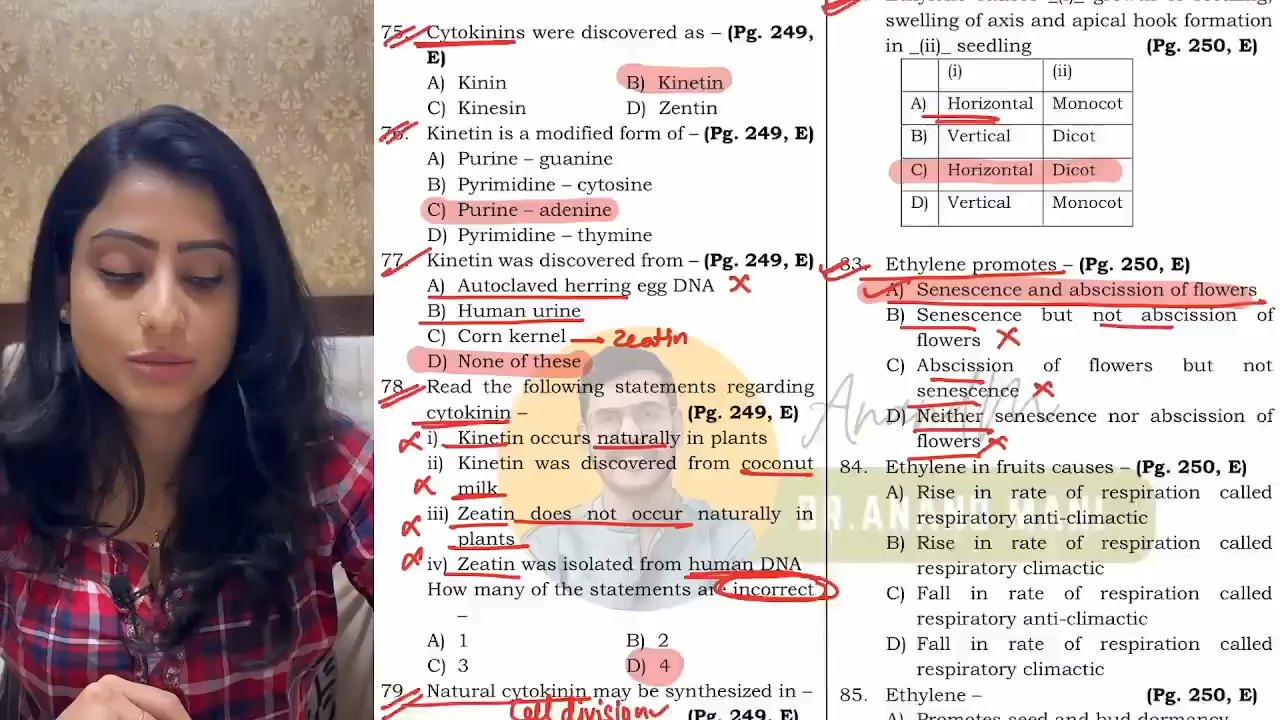 75. Cytokinins were discovered as – (Pg. 249,
E)
A) Kinin B) Kinetin
C) Kinesin D) Zentin
76. Kinetin is a modified form of – (Pg. 249, E)
A) Purine – guanine
B) Pyrimidine – cytosine
C) Purine – adenine
D) Pyrimidine – thymine
77. Kinetin was discovered from – (Pg. 249, E)
A) Autoclaved herring egg DNA
B) Human urine
C) Corn kernel → Zeatin
D) None of these
78. Read the following statements regarding
cytokinin – (Pg. 249, E)
i) Kinetin occurs naturally in plants
ii) Kinetin was discovered from coconut
milk
iii) Zeatin does not occur naturally in
plants
iv) Zeatin was isolated from human DNA
How many of the statements are incorrect
–
A) 1 B) 2
C) 3 D) 4
79. Natural cytokinin may be synthesized in –
Cell division (Pg. 249, E)
swelling of axis and apical hook formation
in _(ii)_ seedling (Pg. 250, E)
(i) (ii)
A) Horizontal Monocot
B) Vertical Dicot
C) Horizontal Dicot
D) Vertical Monocot
83. Ethylene promotes – (Pg. 250, E)
A) Senescence and abscission of flowers
B) Senescence but not abscission of
flowers
C) Abscission of flowers but not
senescence
D) Neither senescence nor abscission of
flowers
84. Ethylene in fruits causes – (Pg. 250, E)
A) Rise in rate of respiration called
respiratory anti-climactic
B) Rise in rate of respiration called
respiratory climactic
C) Fall in rate of respiration called
respiratory anti-climactic
D) Fall in rate of respiration called
respiratory climactic
85. Ethylene – (Pg. 250, E)
A) Promotes seed and bud dormancy
DR.ANAND MANI
Anand Mani